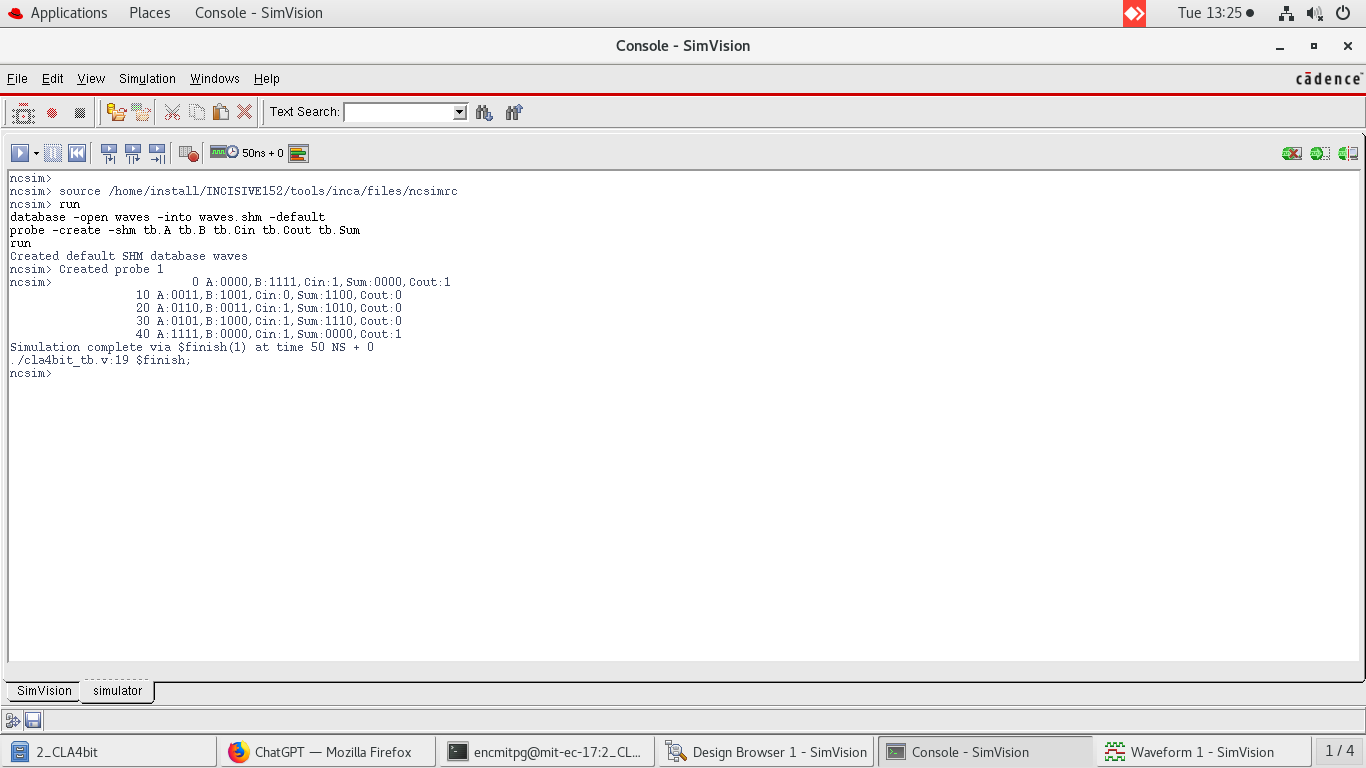 Applications Places Console - SimVision Tue 13:25
Console - SimVision
File Edit View Simulation Windows Help cādence
Text Search:
50ns + 0
ncsim>
ncsim> source /home/install/INCISIVE152/tools/inca/files/ncsimrc
ncsim> run
database -open waves -into waves.shm -default
probe -create -shm tb.A tb.B tb.Cin tb.Cout tb.Sum
run
Created default SHM database waves
ncsim> Created probe 1
ncsim> 0 A:0000,B:1111,Cin:1,Sum:0000,Cout:1
10 A:0011,B:1001,Cin:0,Sum:1100,Cout:0
20 A:0110,B:0011,Cin:1,Sum:1010,Cout:0
30 A:0101,B:1000,Cin:1,Sum:1110,Cout:0
40 A:1111,B:0000,Cin:1,Sum:0000,Cout:1
Simulation complete via $finish(1) at time 50 NS + 0
./cla4bit_tb.v:19 $finish;
ncsim>
SimVision simulator
2_CLA4bit ChatGPT — Mozilla Firefox encmitpg@mit-ec-17:2_CL... Design Browser 1 - SimVision Console - SimVision Waveform 1 - SimVision 1 / 4